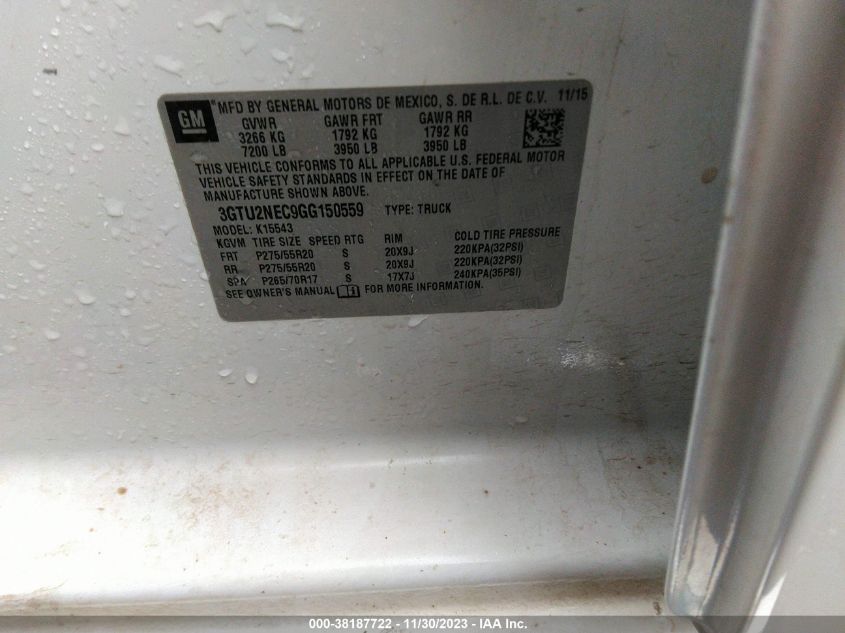 GM
® MFD BY GENERAL MOTORS DE MEXICO, S. DE R.L. DE C.V. 11/15
GVWR GAWR FRT GAWR RR
3266 KG 1792 KG 1792 KG
7200 LB 3950 LB 3950 LB
THIS VEHICLE CONFORMS TO ALL APPLICABLE U.S. FEDERAL MOTOR
VEHICLE SAFETY STANDARDS IN EFFECT ON THE DATE OF
MANUFACTURE SHOWN ABOVE.
3GTU2NEC9GG150559 TYPE: TRUCK
MODEL: K15543
KGVM TIRE SIZE SPEED RTG RIM COLD TIRE PRESSURE
FRT P275/55R20 S 20X9J 220KPA(32PSI)
RR P275/55R20 S 20X9J 220KPA(32PSI)
SPA P265/70R17 S 17X7J 240KPA(35PSI)
SEE OWNER'S MANUAL FOR MORE INFORMATION.
000-38187722 - 11/30/2023 - IAA Inc.